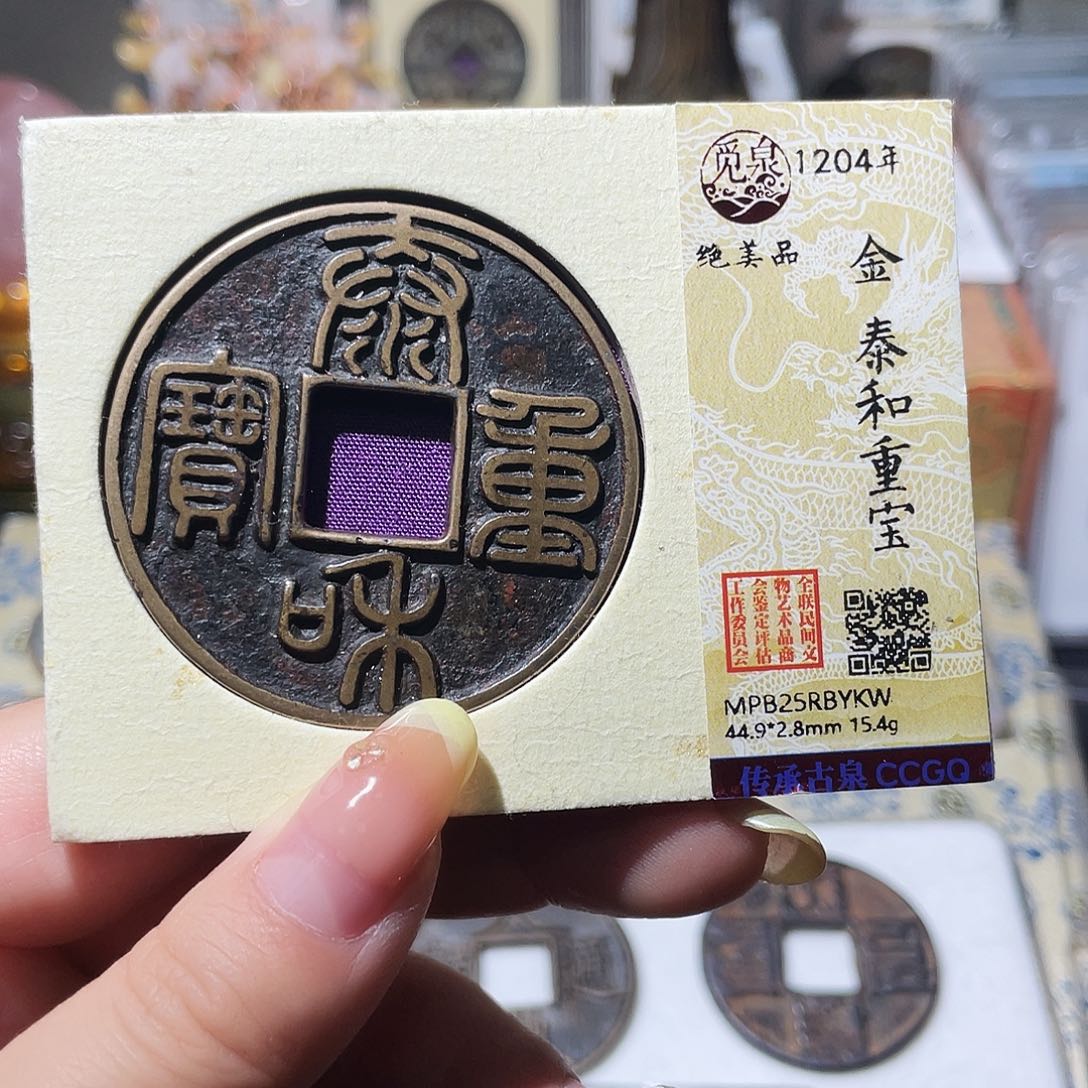 泰和重寶
觅泉
1204年
绝美品
金 泰和重宝
全联民间文
物艺术品商
会鉴定评估
工作委员会
MPB25RBYKW
44.9*2.8mm 15.4g
传承古泉 CCGQ